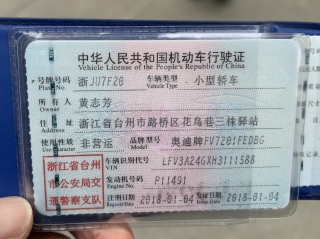 中华人民共和国机动车行驶证
Vehicle License of the People's Republic of China
号牌号码 浙JU7F20 车辆类型 小型轿车
Plate No. Vehicle Type
所有人 黄志芳
Owner
住址 浙江省台州市路桥区花鸟巷三株驿站
Address
使用性质 非营运 品牌型号 奥迪牌FV7201FEDBG
Use Character Model
浙江省台州市公安局交通警察支队
车辆识别代号 LFV3A24GXH3111588
VIN
发动机号码 P11491
Engine No.
注册日期 2018-01-04 发证日期 2018-01-04
Register Date Issue Date